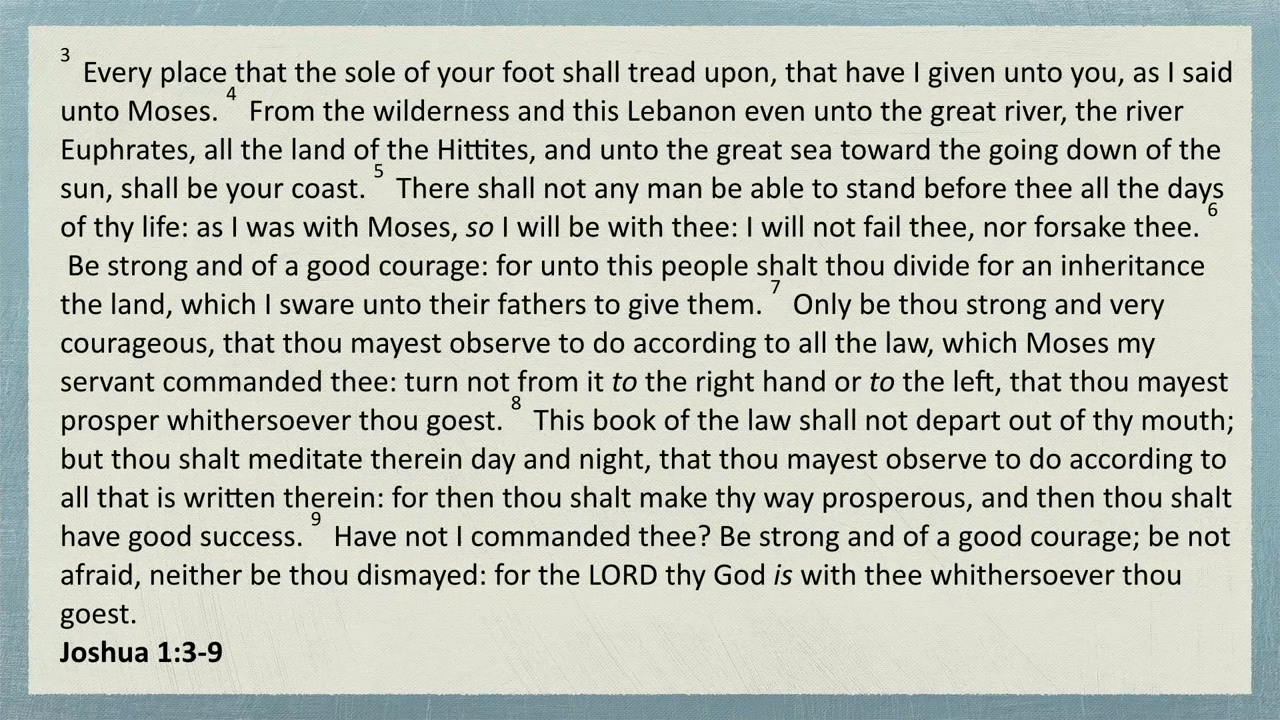 3 Every place that the sole of your foot shall tread upon, that have I given unto you, as I said
unto Moses. 4 From the wilderness and this Lebanon even unto the great river, the river
Euphrates, all the land of the Hittites, and unto the great sea toward the going down of the
sun, shall be your coast. 5 There shall not any man be able to stand before thee all the days
of thy life: as I was with Moses, so I will be with thee: I will not fail thee, nor forsake thee. 6
Be strong and of a good courage: for unto this people shalt thou divide for an inheritance
the land, which I sware unto their fathers to give them. 7 Only be thou strong and very
courageous, that thou mayest observe to do according to all the law, which Moses my
servant commanded thee: turn not from it to the right hand or to the left, that thou mayest
prosper whithersoever thou goest. 8 This book of the law shall not depart out of thy mouth;
but thou shalt meditate therein day and night, that thou mayest observe to do according to
all that is written therein: for then thou shalt make thy way prosperous, and then thou shalt
have good success. 9 Have not I commanded thee? Be strong and of a good courage; be not
afraid, neither be thou dismayed: for the LORD thy God is with thee whithersoever thou
goest.
Joshua 1:3-9